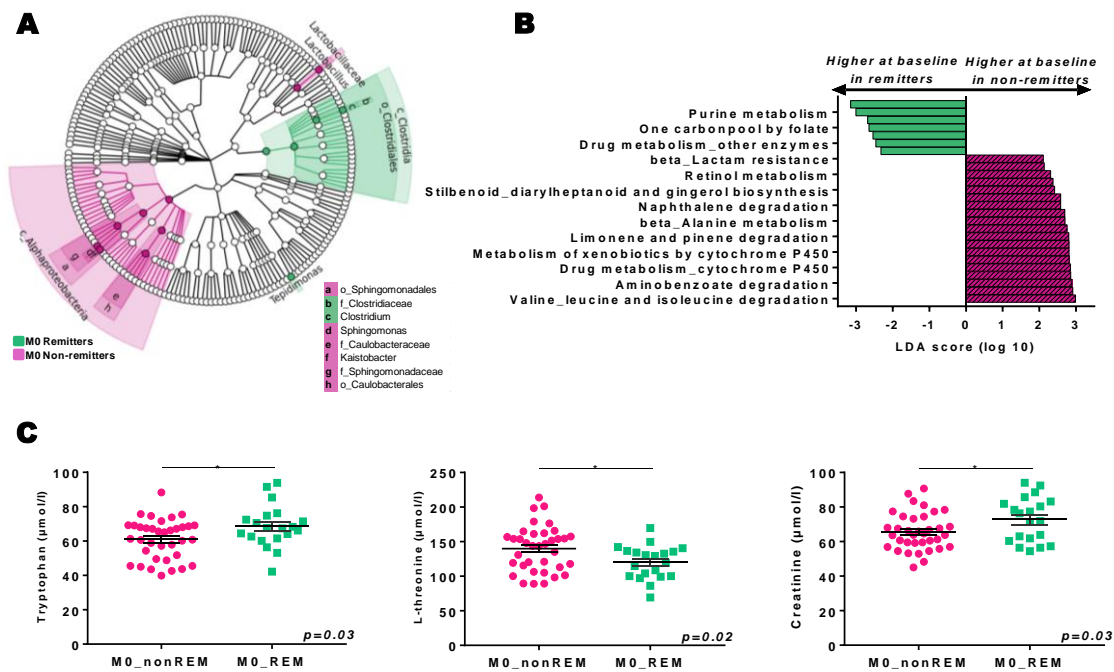 A
Lactobacillaceae
Lactobacillus
c_Clostridia
o_Clostridiales
b
c
c_Alphaproteobacteria
d
f
g
a
e
h
Tepidimonas
M0 Remitters
M0 Non-remitters
a o_Sphingomonadales
b f_Clostridiaceae
c Clostridium
d Sphingomonas
e f_Caulobacteraceae
f Kaistobacter
g f_Sphingomonadaceae
h o_Caulobacterales
B
Higher at baseline
in remitters
Higher at baseline
in non-remitters
Purine metabolism
One carbonpool by folate
Drug metabolism_other enzymes
beta_Lactam resistance
Retinol metabolism
Stilbenoid_diarylheptanoid and gingerol biosynthesis
Naphthalene degradation
beta_Alanine metabolism
Limonene and pinene degradation
Metabolism of xenobiotics by cytochrome P450
Drug metabolism_cytochrome P450
Aminobenzoate degradation
Valine_leucine and isoleucine degradation
-3 -2 -1 0 1 2 3
LDA score (log 10)
C
Tryptophan (µmol/l)
100
80
60
40
20
0
*
p=0.03
M0_nonREM M0_REM
L-threonine (µmol/l)
250
200
150
100
50
0
*
p=0.02
M0_nonREM M0_REM
Creatinine (µmol/l)
100
80
60
40
20
0
*
p=0.03
M0_nonREM M0_REM